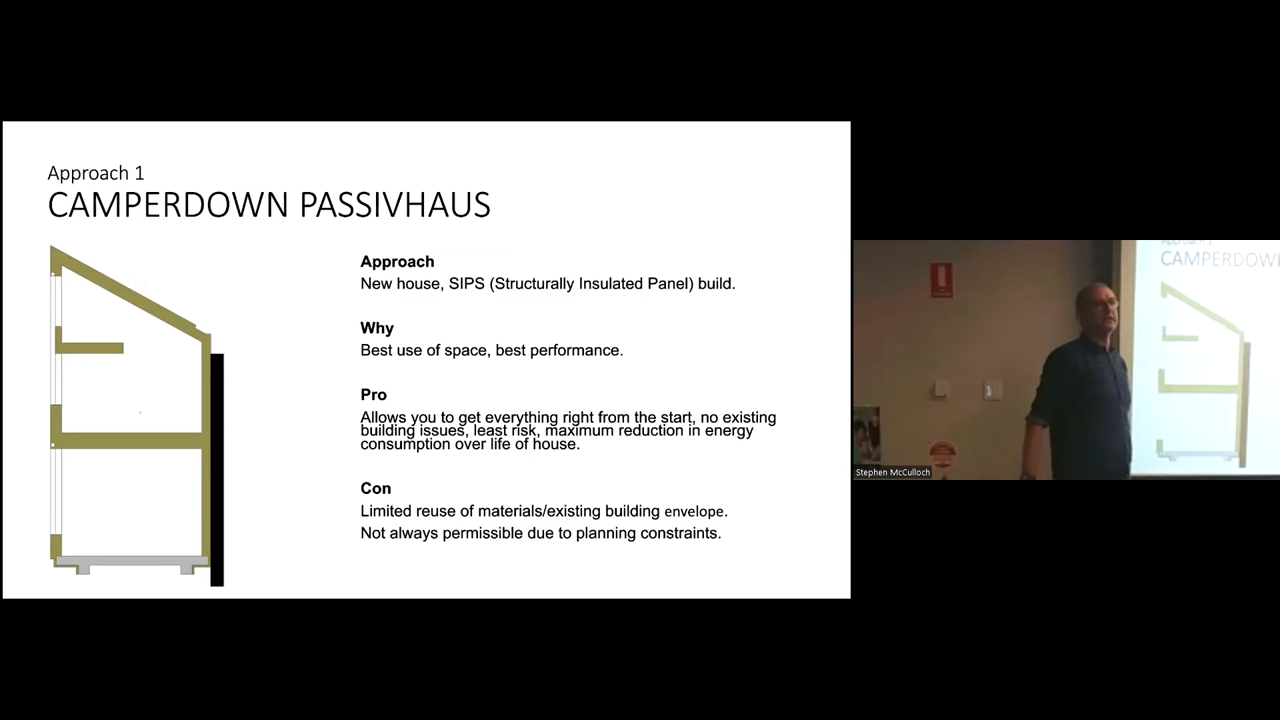 Approach 1
CAMPERDOWN PASSIVHAUS
Approach
New house, SIPS (Structurally Insulated Panel) build.
Why
Best use of space, best performance.
Pro
Allows you to get everything right from the start, no existing
building issues, least risk, maximum reduction in energy
consumption over life of house.
Con
Limited reuse of materials/existing building envelope.
Not always permissible due to planning constraints.
CAMPERDOWN
Stephen McCulloch